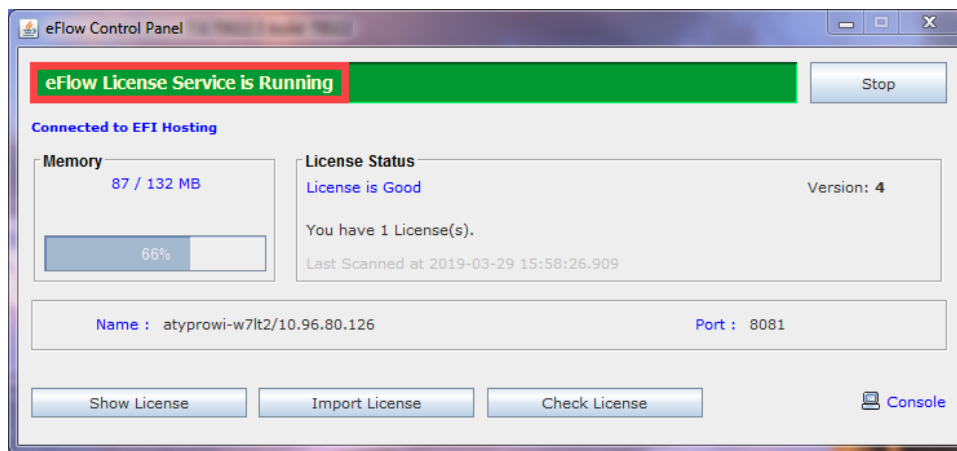 eFlow Control Panel
eFlow License Service is Running
Stop
Connected to EFI Hosting
Memory
87 / 132 MB
66%
License Status
License is Good
Version: 4
You have 1 License(s).
Last Scanned at 2019-03-29 15:58:26.909
Name : atyprowi-w7lt2/10.96.80.126
Port : 8081
Show License
Import License
Check License
Console